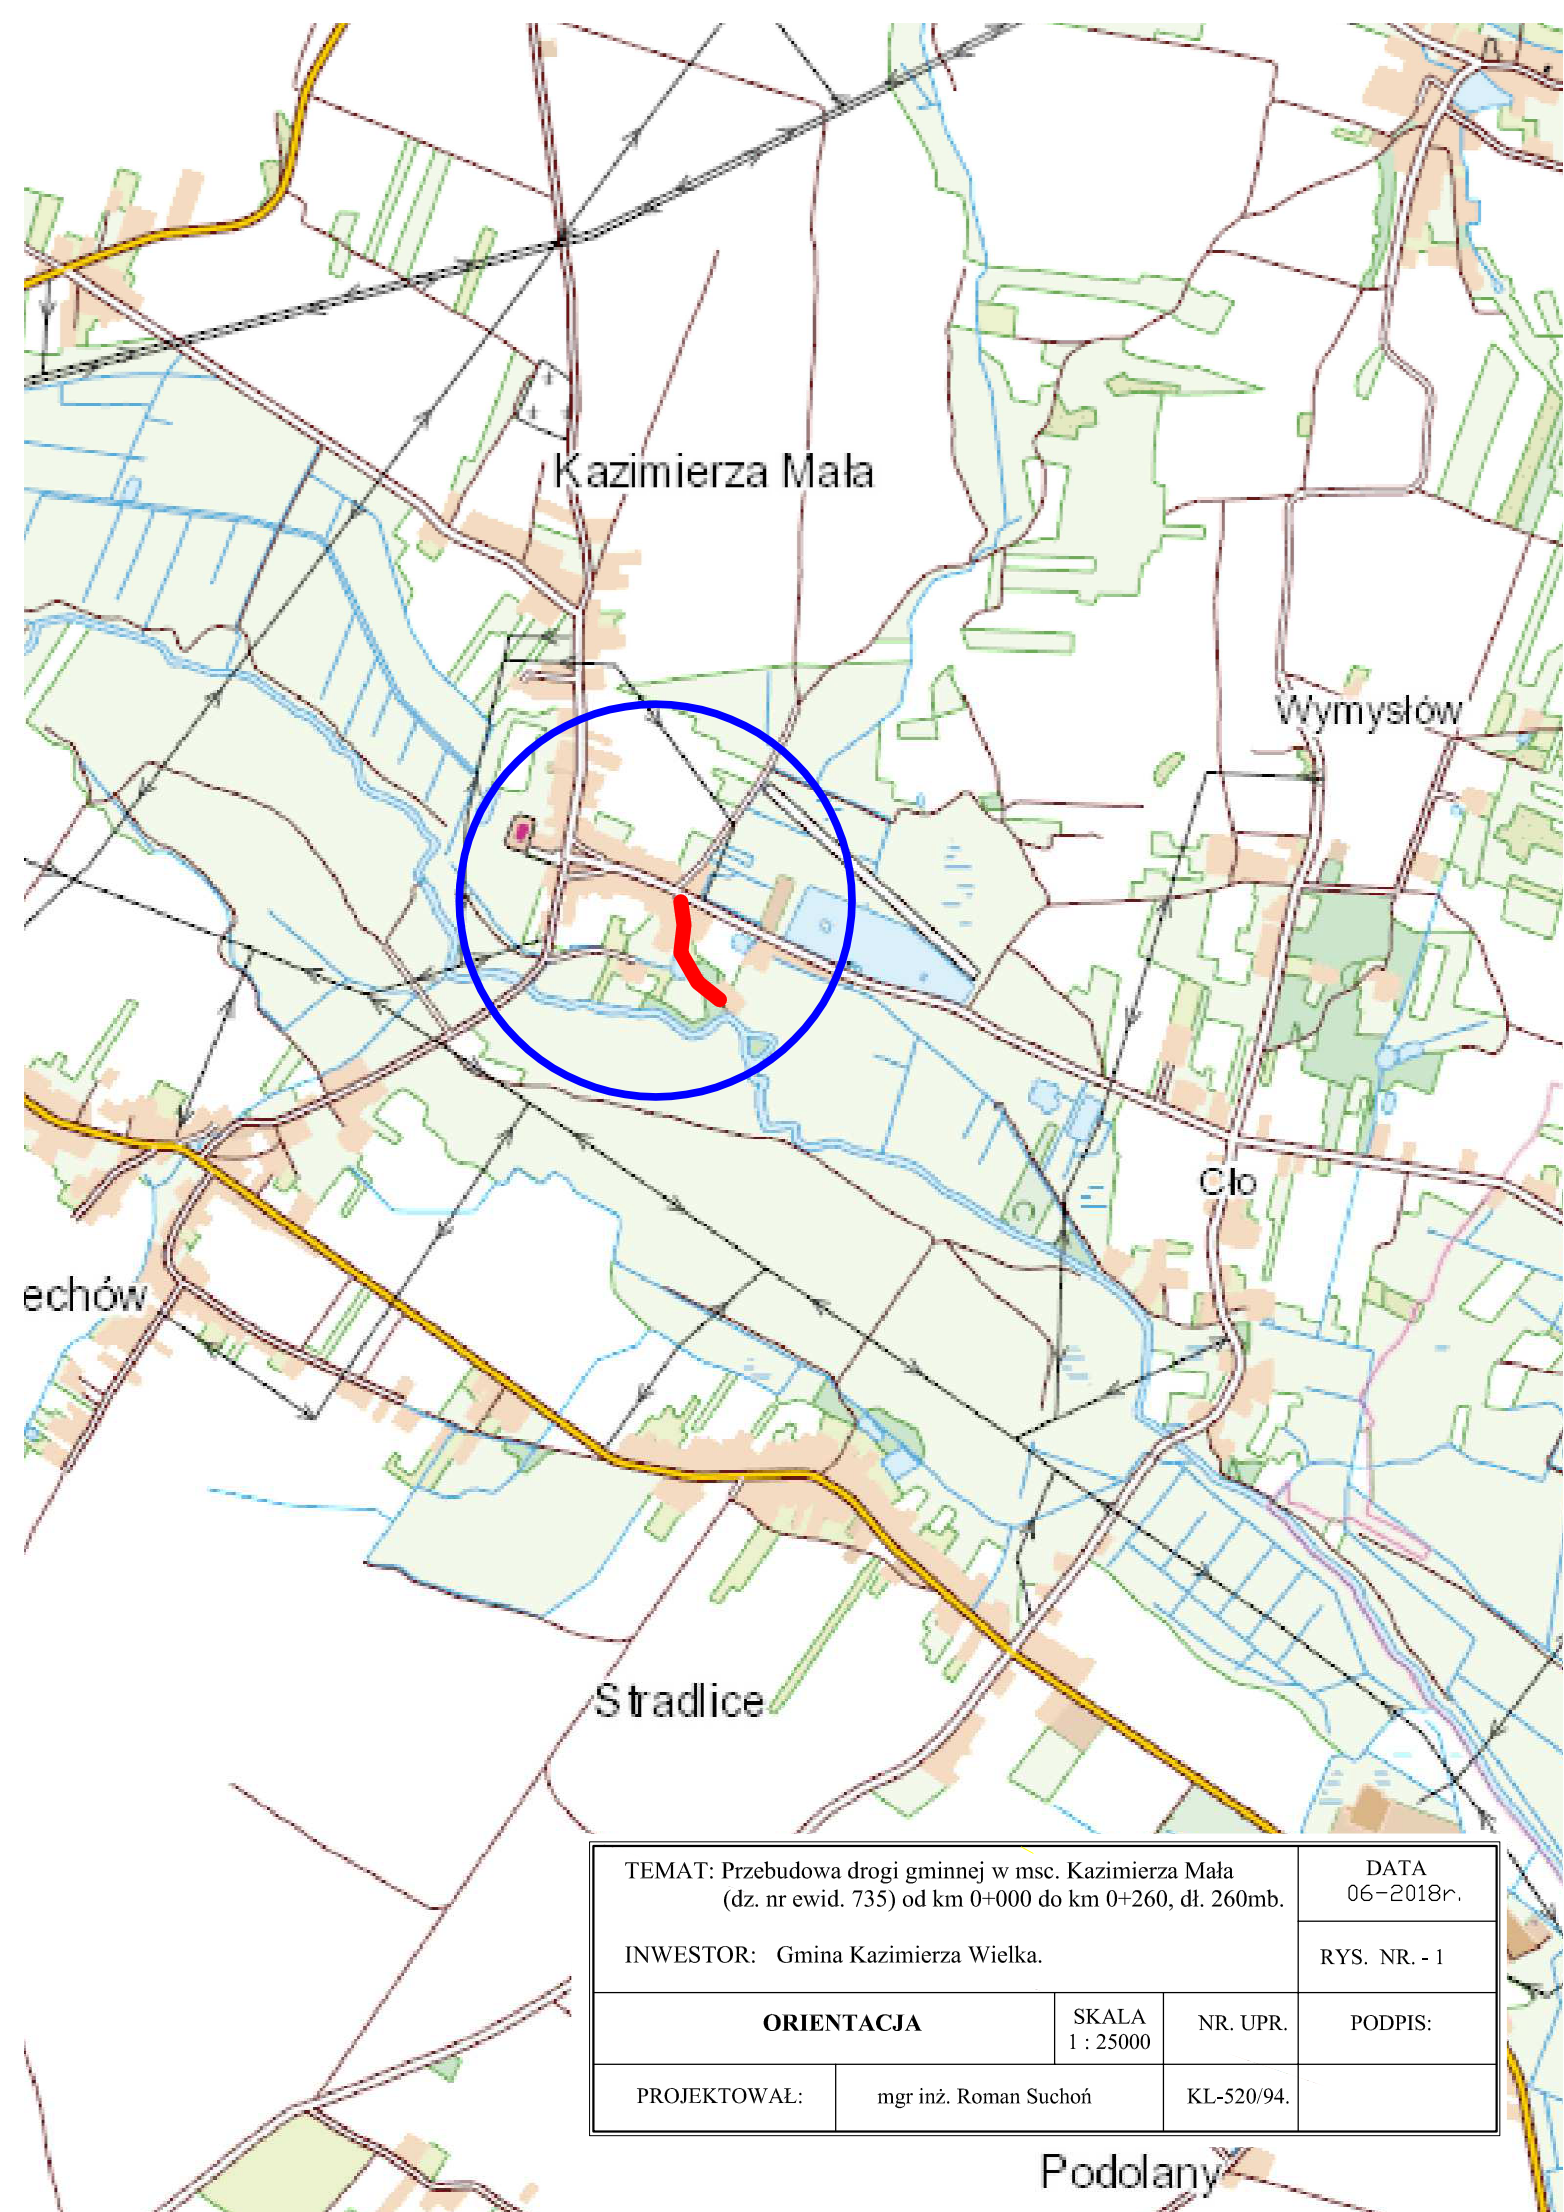 Kazimierza Mała
Wymysłów
Cło
echów
Stradlice
TEMAT: Przebudowa drogi gminnej w msc. Kazimierza Mała
(dz. nr ewid. 735) od km 0+000 do km 0+260, dł. 260mb.
DATA
06-2018r.
INWESTOR: Gmina Kazimierza Wielka.
RYS. NR. - 1
ORIENTACJA
SKALA
1 : 25000
NR. UPR.
PODPIS:
PROJEKTOWAŁ:
mgr inż. Roman Suchoń
KL-520/94.
Podolany